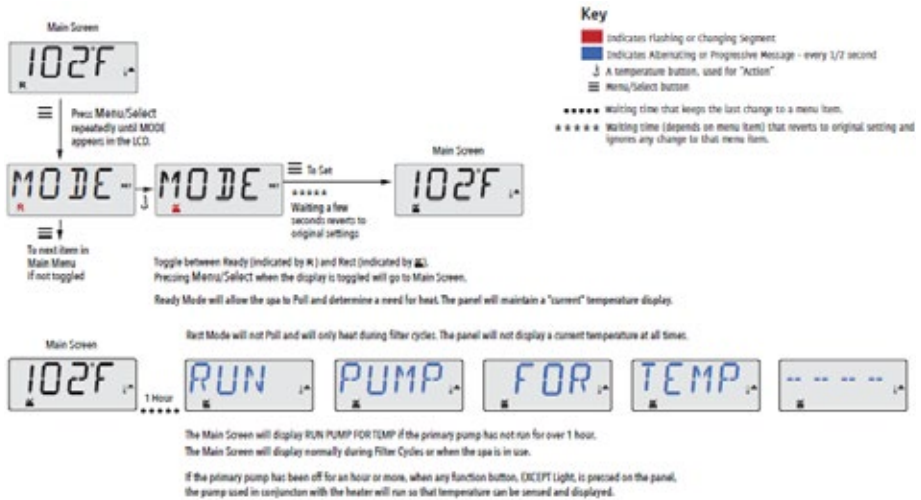 Key
Indicates Flashing or Changing Segment
Indicates Alternating or Progressive Message - every 1/2 second
A temperature button, used for "Action"
Menu/Select button
Waiting time that keeps the last change to a menu item.
Waiting time (depends on menu item) that reverts to original setting and
ignores any change to that menu item.
Main Screen
102°F
R
Press Menu/Select
repeatedly until MODE
appears in the LCD.
MODE
R
MODE
To Set
*****
Waiting a few
seconds reverts to
original settings
Main Screen
102°F
To next item in
Main Menu
if not toggled
Toggle between Ready (indicated by R) and Rest (indicated by ).
Pressing Menu/Select when the display is toggled will go to Main Screen.
Ready Mode will allow the spa to Poll and determine a need for heat. The panel will maintain a "current" temperature display.
Rest Mode will not Poll and will only heat during filter cycles. The panel will not display a current temperature at all times.
Main Screen
102°F
1 Hour
RUN
PUMP
FOR
TEMP
-- -- -- --
The Main Screen will display RUN PUMP FOR TEMP if the primary pump has not run for over 1 hour.
The Main Screen will display normally during Filter Cycles or when the spa is in use.
If the primary pump has been off for an hour or more, when any function button, EXCEPT Light, is pressed on the panel,
the pump used in conjuncton with the heater will run so that temperature can be sensed and displayed.